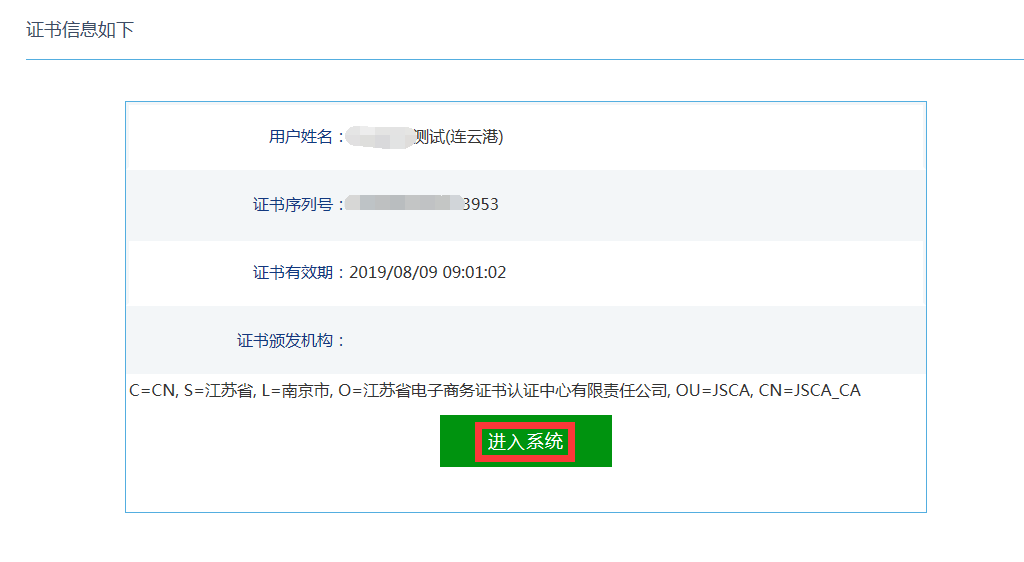 证书信息如下
用户姓名：测试(连云港)
证书序列号：3953
证书有效期：2019/08/09 09:01:02
证书颁发机构：
C=CN, S=江苏省, L=南京市, O=江苏省电子商务证书认证中心有限责任公司, OU=JSCA, CN=JSCA_CA
进入系统